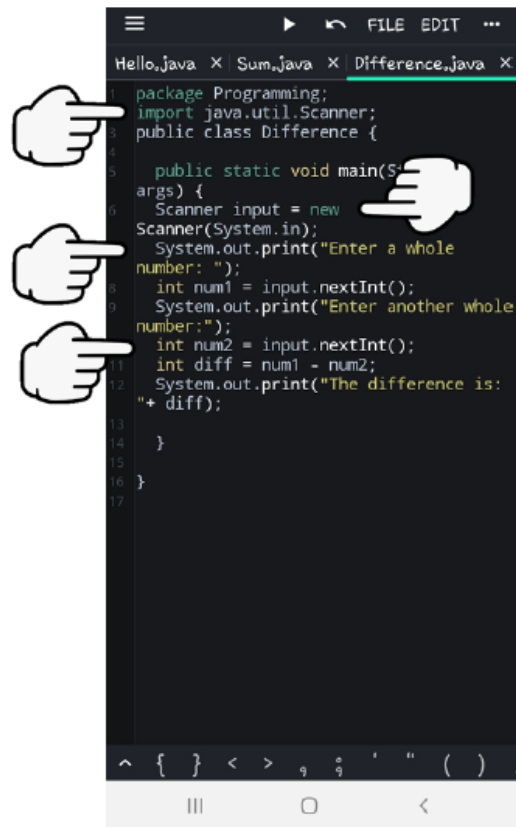 FILE EDIT
Hello.java × Sum.java × Difference.java ×
1 package Programming;
import java.util.Scanner;
3 public class Difference {
4
5 public static void main(
args) {
6 Scanner input = new
Scanner(System.in);
System.out.print("Enter a whole
number: ");
8 int num1 = input.nextInt();
9 System.out.print("Enter another whole
number:");
int num2 = input.nextInt();
11 int diff = num1 - num2;
12 System.out.print("The difference is:
"+ diff);
13
14 }
15
16 }
17
{ } < > , ; ' " ( )